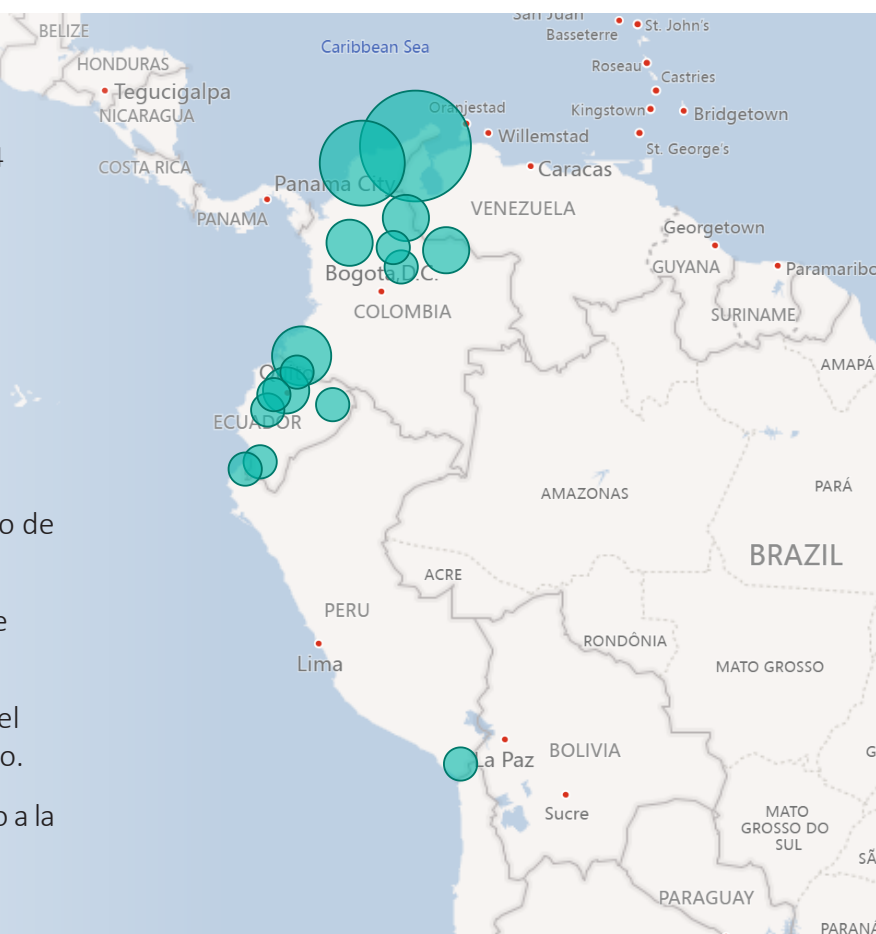 San Juan
St. John's
BELIZE
Basseterre
Caribbean Sea
HONDURAS
Roseau
Castries
Tegucigalpa
Oranjestad
NICARAGUA
Kingstown
Bridgetown
Willemstad
St. George's
COSTA RICA
Caracas
Panama City
VENEZUELA
PANAMA
Georgetown
Bogota, D.C.
GUYANA
Paramaribo
COLOMBIA
SURINAME
AMAPÁ
ECUADOR
PARÁ
AMAZONAS
o de
BRAZIL
ACRE
PERU
e
RONDÔNIA
Lima
MATO GROSSO
el
BOLIVIA
La Paz
o.
Sucre
MATO
GROSSO DO
SUL
o a la
PARAGUAY
PARANÁ